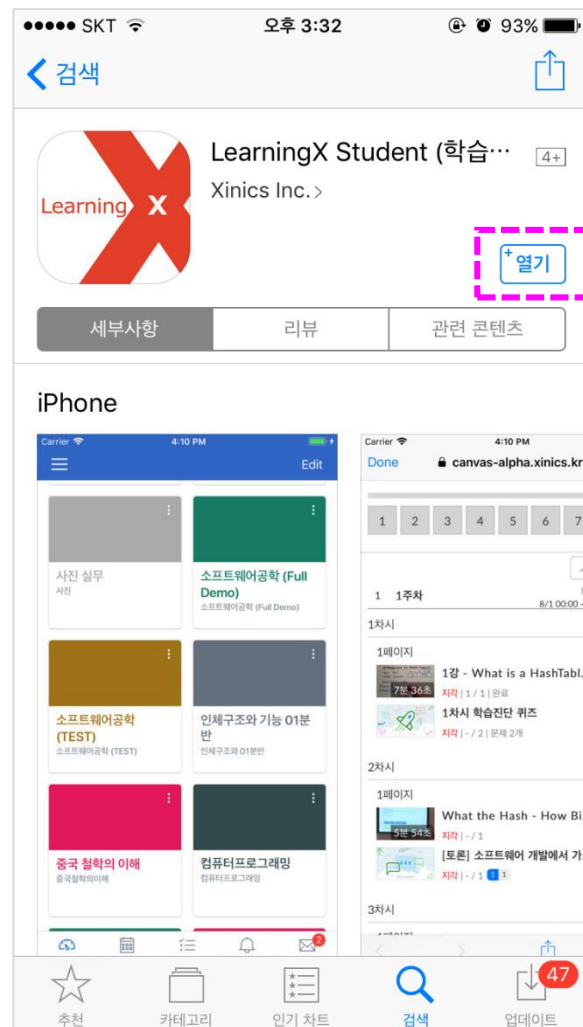 SKT 오후 3:32 93%
검색
Learning X
LearningX Student (학습… 4+
Xinics Inc. >
+ 열기
세부사항 리뷰 관련 콘텐츠
iPhone
Carrier 4:10 PM
Edit
사진 실무
사진
소프트웨어공학 (Full
Demo)
소프트웨어공학 (Full Demo)
소프트웨어공학
(TEST)
소프트웨어공학 (TEST)
인체구조와 기능 01분
반
인체구조와 01분반
중국 철학의 이해
중국철학의이해
컴퓨터프로그래밍
컴퓨터프로그래밍
2
Carrier 4:10 PM
Done canvas-alpha.xinics.kr
1 2 3 4 5 6 7
1 1주차
8/1 00:00 -
1차시
1페이지
1강 - What is a HashTabl.
7분 36초 지각 | 1 / 1 | 완료
1차시 학습진단 퀴즈
지각 | - / 2 | 문제 2개
2차시
1페이지
What the Hash - How Bi.
5분 54초 지각 | - / 1
[토론] 소프트웨어 개발에서 가.
지각 | - / 1 1 1
3차시
추천 카테고리 인기 차트 검색 업데이트 47